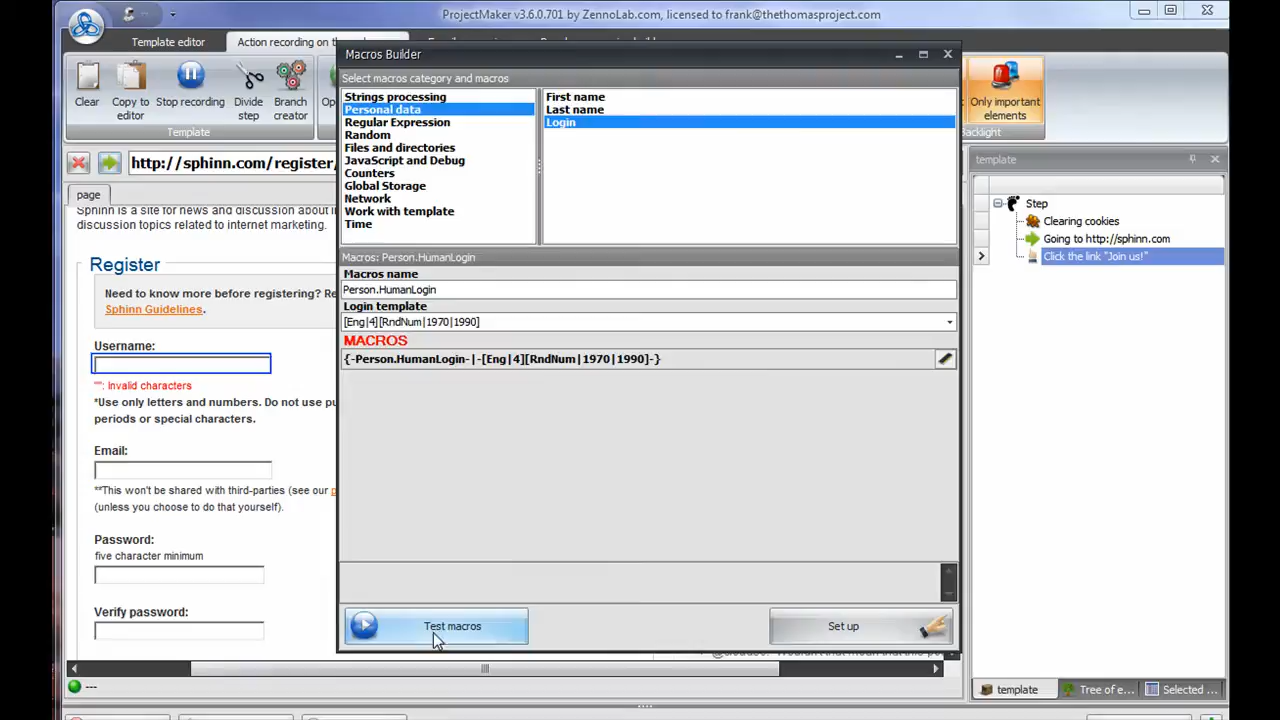 ProjectMaker v3.6.0.701 by ZennoLab.com, licensed to frank@thethomasproject.com
Template editor
Action recording on th
Macros Builder
Clear
Copy to editor
Stop recording
Divide step
Branch creator
Op
Template
Only important elements
Backlight
Select macros category and macros
Strings processing
Personal data
Regular Expression
Random
Files and directories
JavaScript and Debug
Counters
Global Storage
Network
Work with template
Time
First name
Last name
Login
http://sphinn.com/register/
page
Sphinn is a site for news and discussion about i
discussion topics related to internet marketing.
Register
Need to know more before registering? Re
Sphinn Guidelines.
Username:
"": Invalid characters
*Use only letters and numbers. Do not use pu
periods or special characters.
Email:
**This won't be shared with third-parties (see our p
(unless you choose to do that yourself).
Password:
five character minimum
Verify password:
Macros: Person.HumanLogin
Macros name
Person.HumanLogin
Login template
[Eng|4][RndNum|1970|1990]
MACROS
{-Person.HumanLogin-|-[Eng|4][RndNum|1970|1990]-}
Test macros
Set up
template
Step
Clearing cookies
Going to http://sphinn.com
Click the link "Join us!"
template
Tree of e...
Selected ...
---